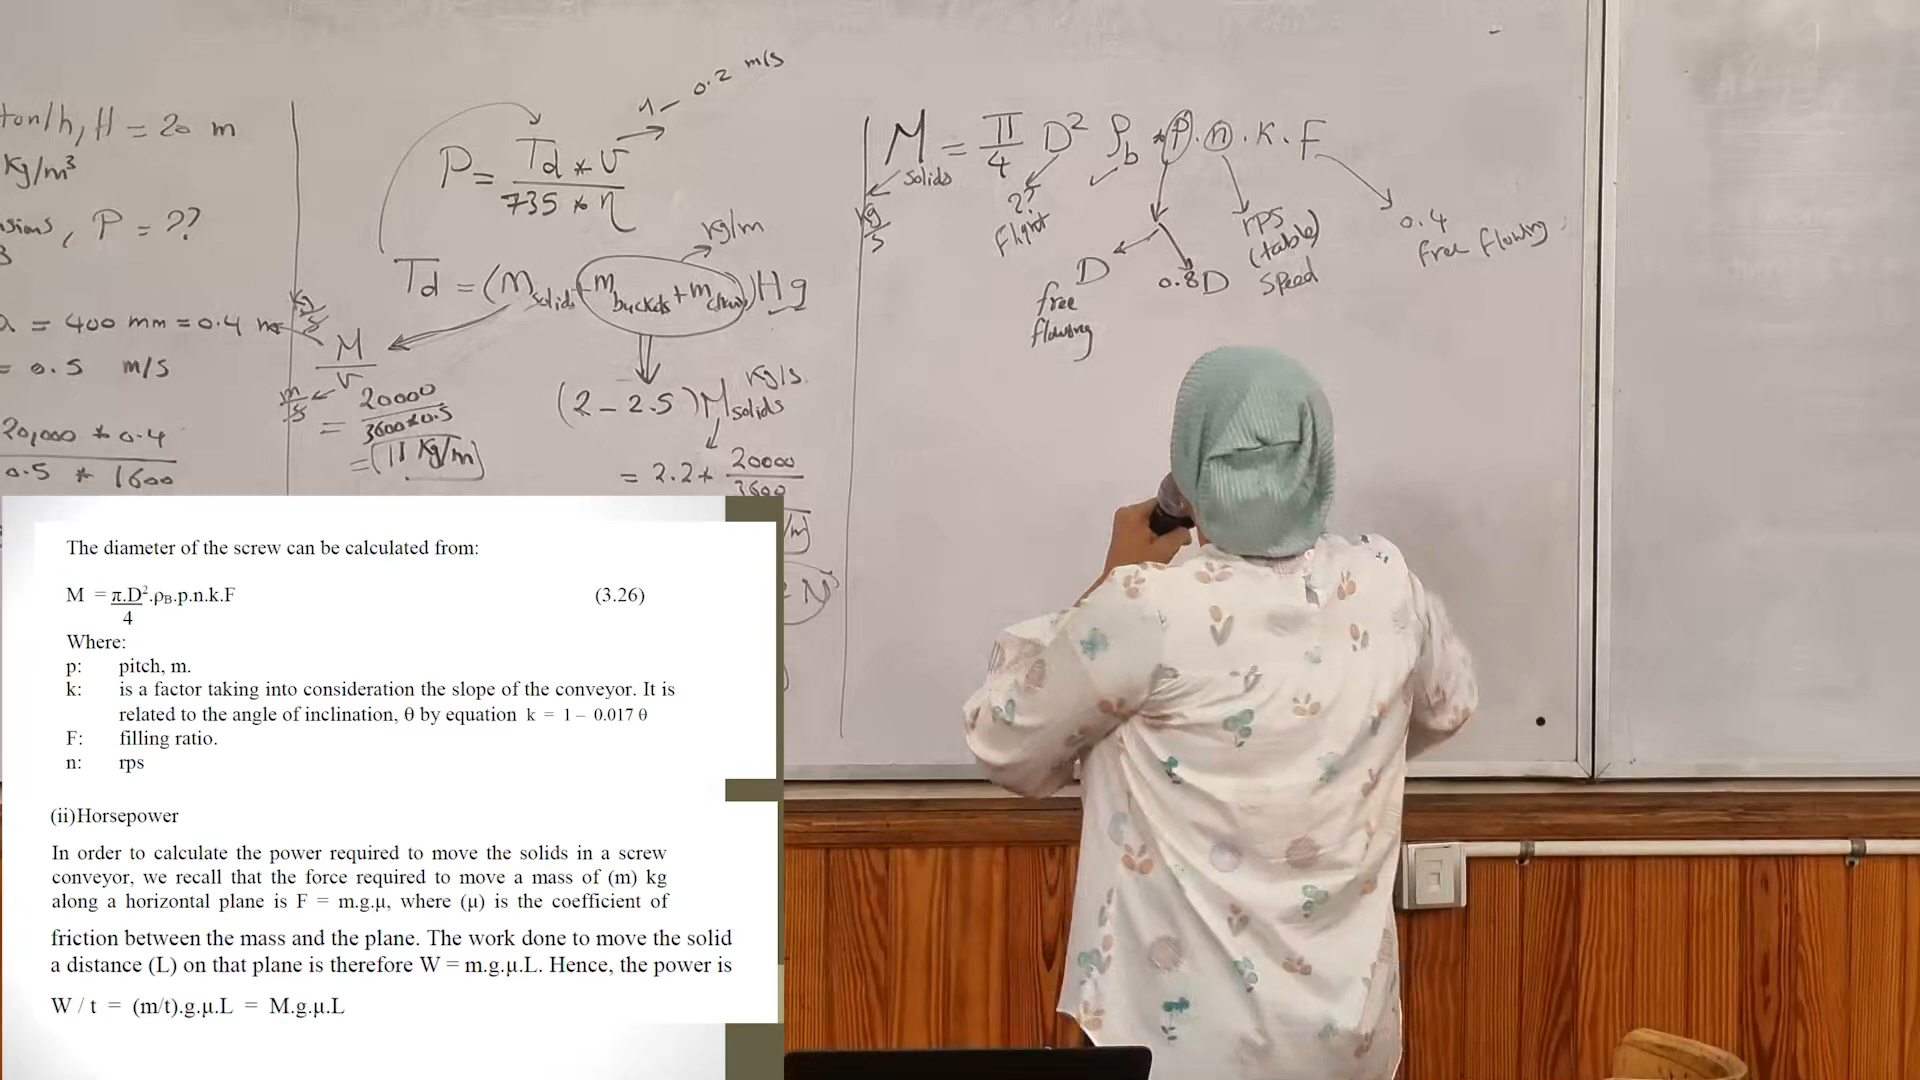 ton/h, H = 20 m
Kg/m³
, P = ??
= 400 mm = 0.4 m
= 0.5 m/s
20,000 * 0.4
0.5 * 1600
P = Td * v / 735 * η
0.2 m/s
Kg/m
Td = (m solids + m buckets + m chain) H g
Kg/s
M / v
m/s
= 20000 / 3600*0.5
= (11 Kg/m)
(2 – 2.5) M solids Kg/s
= 2.2 * 20000 / 3600
M solids = π/4 D² ρb * p . n . k . F
kg/s
??
flight
D
free flowing
0.8D
rps
(table)
speed
0.4
free flowing
The diameter of the screw can be calculated from:
M = π.D²/4 .ρB.p.n.k.F (3.26)
Where:
p: pitch, m.
k: is a factor taking into consideration the slope of the conveyor. It is
related to the angle of inclination, θ by equation k = 1 – 0.017 θ
F: filling ratio.
n: rps
(ii)Horsepower
In order to calculate the power required to move the solids in a screw
conveyor, we recall that the force required to move a mass of (m) kg
along a horizontal plane is F = m.g.μ, where (μ) is the coefficient of
friction between the mass and the plane. The work done to move the solid
a distance (L) on that plane is therefore W = m.g.μ.L. Hence, the power is
W / t = (m/t).g.μ.L = M.g.μ.L